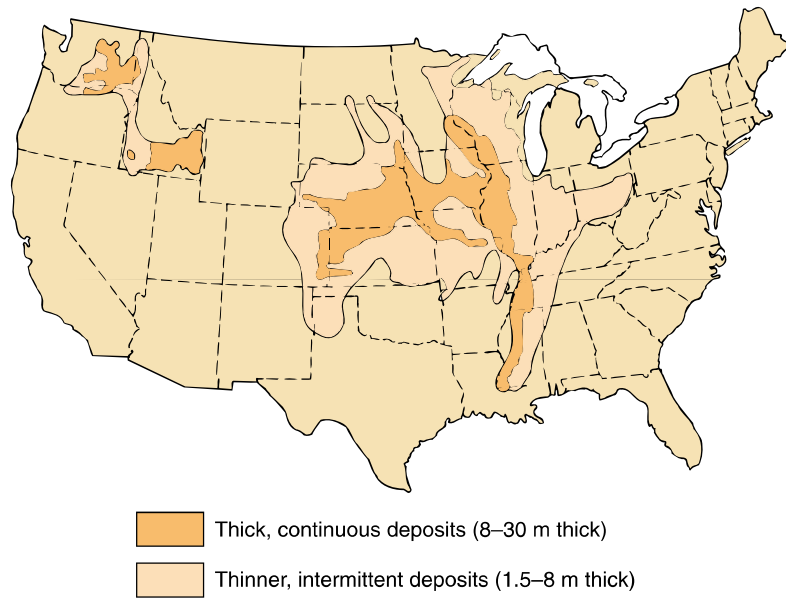 Thick, continuous deposits (8–30 m thick)
Thinner, intermittent deposits (1.5–8 m thick)